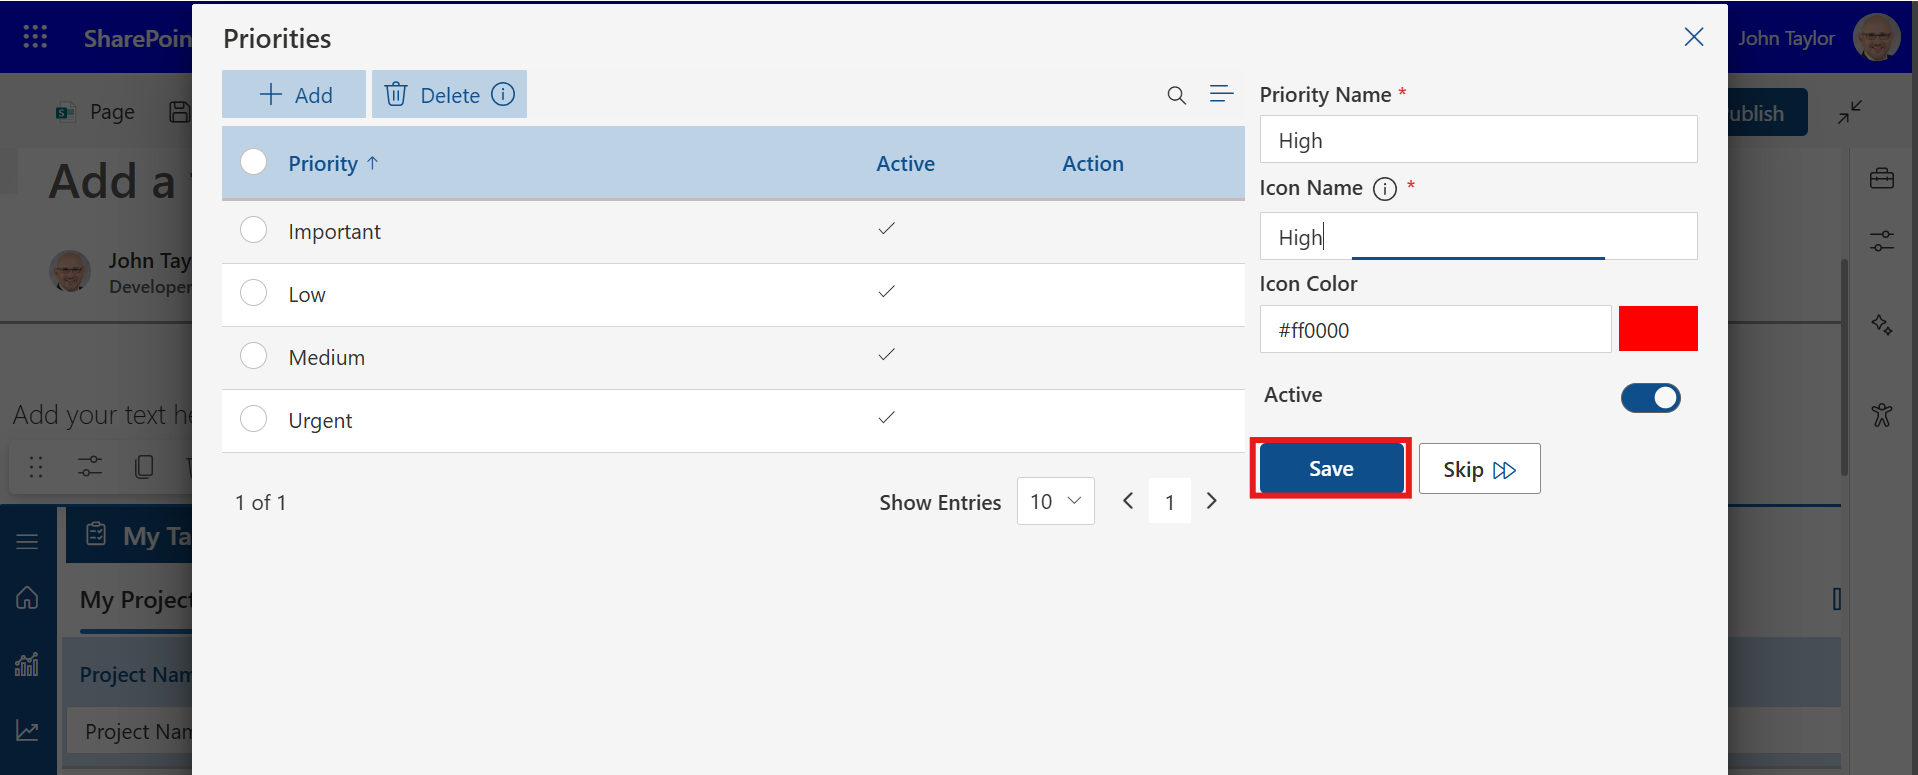 SharePoin
Priorities
John Taylor
Add
Delete
Page
ublish
Priority Name *
High
Priority ↑
Active
Action
Add a
Icon Name *
Important
High
John Tay
Developer
Icon Color
Low
#ff0000
Medium
Active
Add your text he
Urgent
Save
Skip
1 of 1
Show Entries
10
1
My Ta
My Project
Project Nam
Project Nam